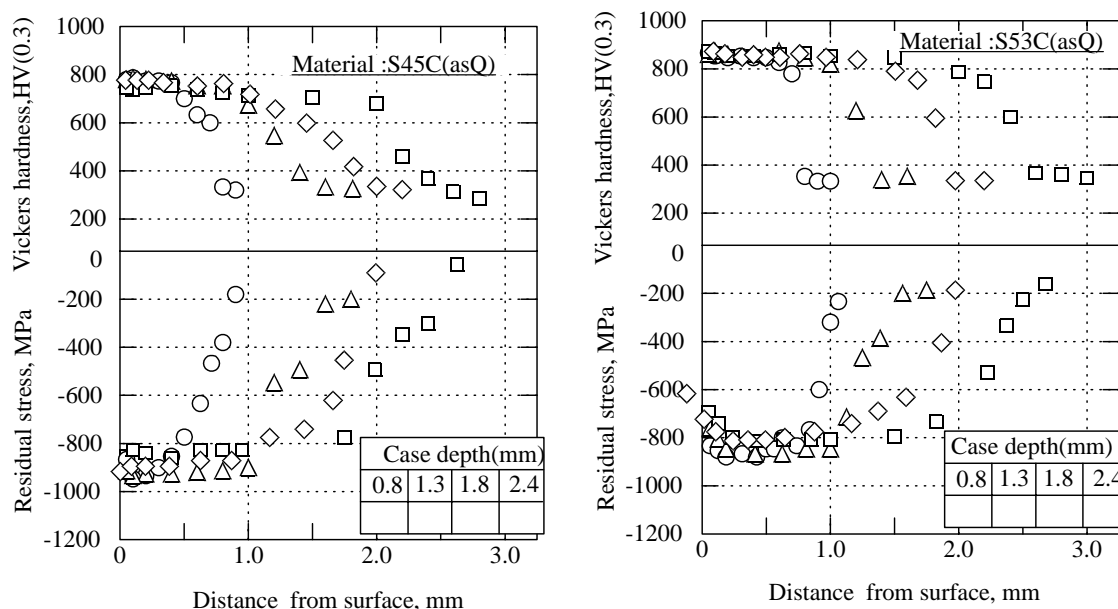 Vickers hardness,HV(0.3)
1000
800
600
400
200
0
Material :S45C(asQ)
Residual stress, MPa
-200
-400
-600
-800
-1000
-1200
Case depth(mm)
0.8 1.3 1.8 2.4
0 1.0 2.0 3.0
Distance from surface, mm
Vickers hardness,HV(0.3)
1000
800
600
400
200
0
Material :S53C(asQ)
Residual stress, MPa
-200
-400
-600
-800
-1000
-1200
Case depth(mm)
0.8 1.3 1.8 2.4
0 1.0 2.0 3.0
Distance from surface, mm